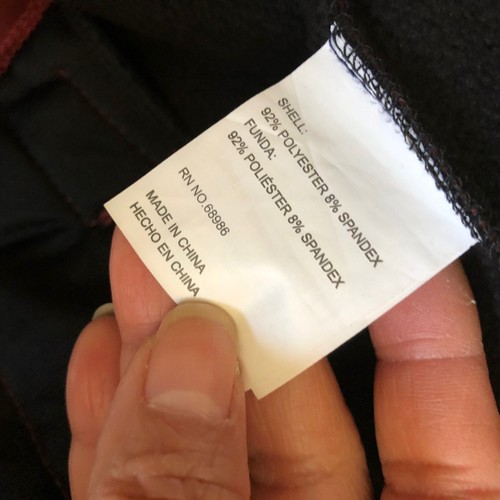 SHELL:
92% POLYESTER 8% SPANDEX
FUNDA:
92% POLIÉSTER 8% SPANDEX
RN NO.:68986
MADE IN CHINA
HECHO EN CHINA